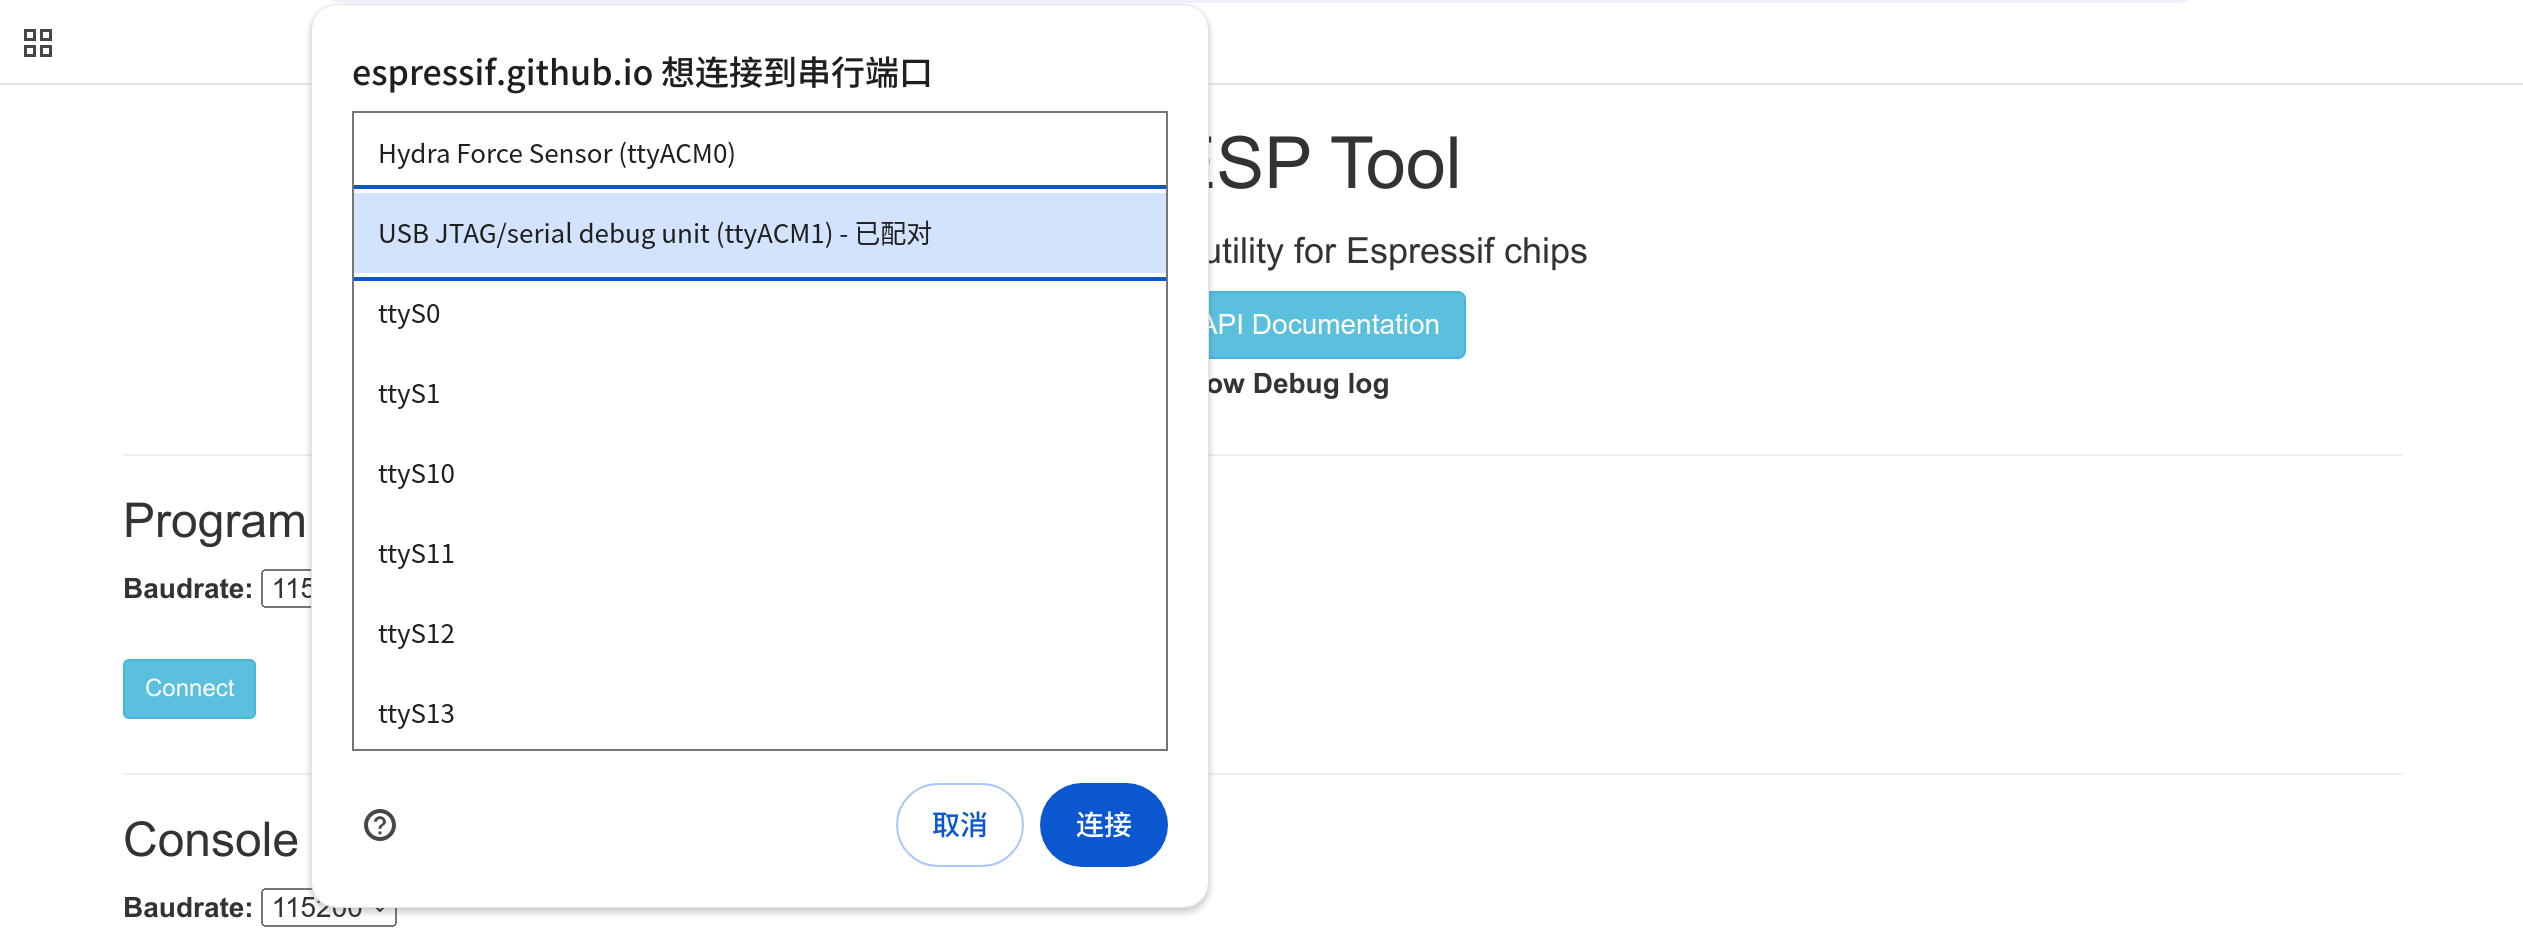 espressif.github.io 想连接到串行端口
Hydra Force Sensor (ttyACM0)
USB JTAG/serial debug unit (ttyACM1) - 已配对
ttyS0
ttyS1
ttyS10
ttyS11
ttyS12
ttyS13
取消
连接
ESP Tool
utility for Espressif chips
API Documentation
ow Debug log
Program
Baudrate: 115
Connect
Console
Baudrate: 115200